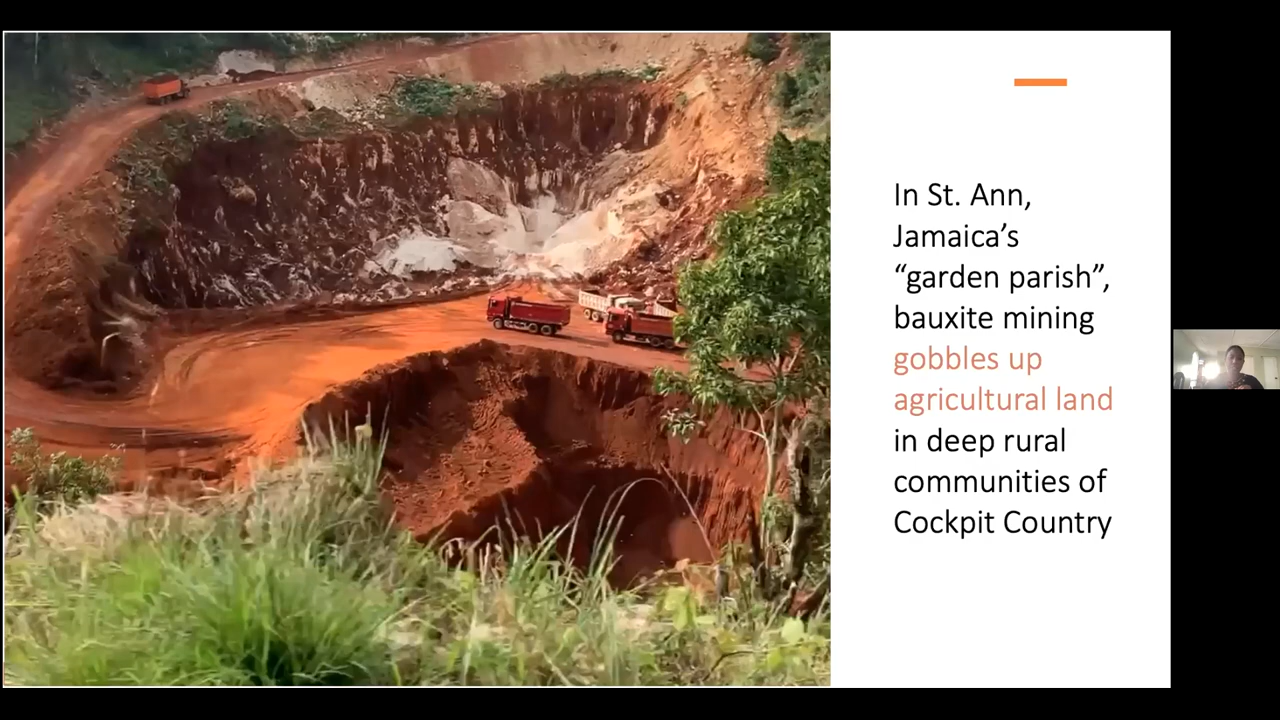 In St. Ann,
Jamaica’s
“garden parish”,
bauxite mining
gobbles up
agricultural land
in deep rural
communities of
Cockpit Country